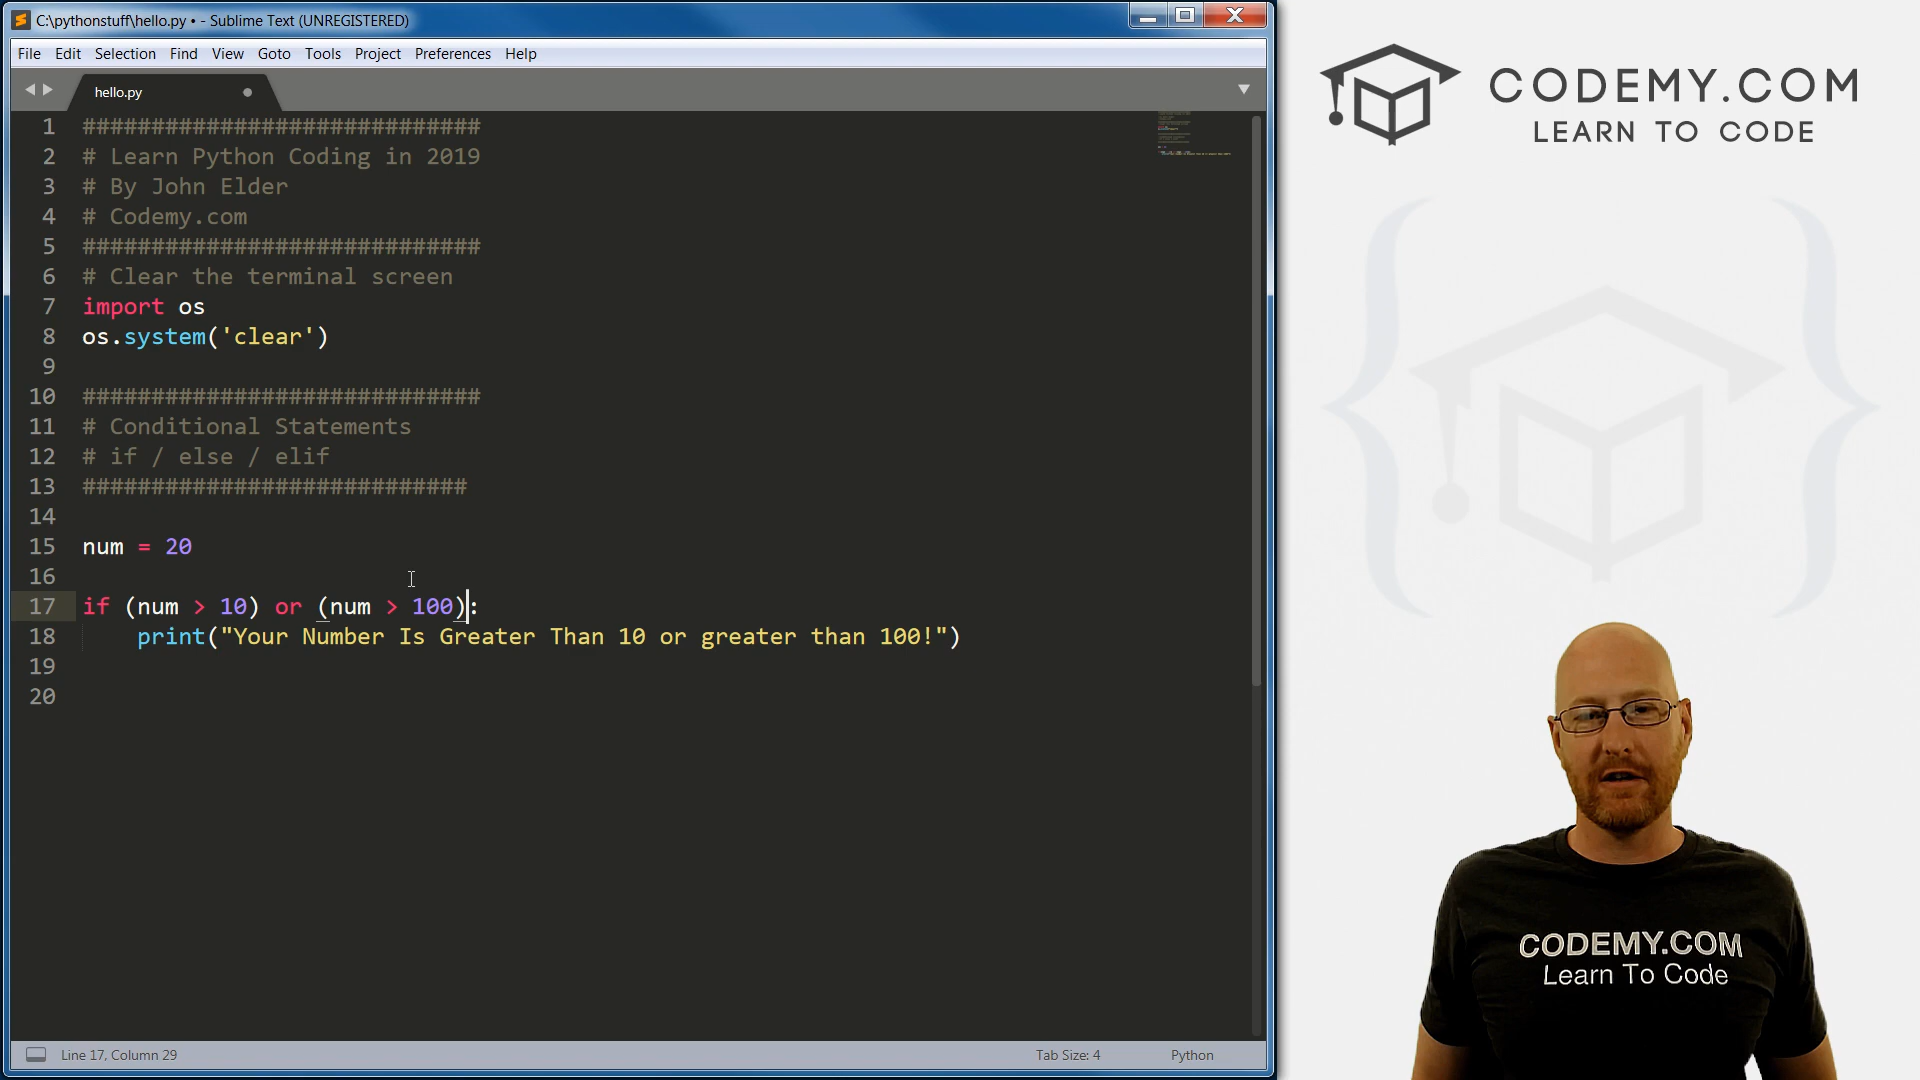 C:\pythonstuff\hello.py • - Sublime Text (UNREGISTERED)
File Edit Selection Find View Goto Tools Project Preferences Help
hello.py
1 #############################
2 # Learn Python Coding in 2019
3 # By John Elder
4 # Codemy.com
5 #############################
6 # Clear the terminal screen
7 import os
8 os.system('clear')
9
10 #############################
11 # Conditional Statements
12 # if / else / elif
13 ############################
14
15 num = 20
16
17 if (num > 10) or (num > 100):
18 print("Your Number Is Greater Than 10 or greater than 100!")
19
20
Line 17, Column 29
Tab Size: 4
Python
CODEMY.COM
LEARN TO CODE
CODEMY.COM
Learn To Code